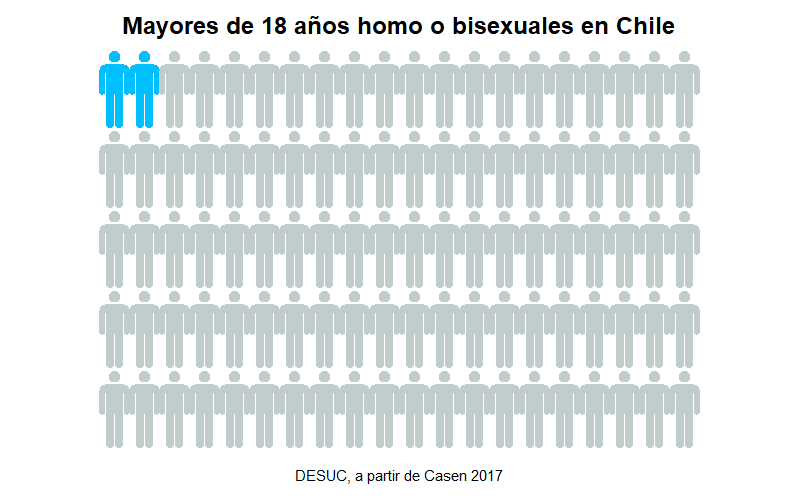 Mayores de 18 años homo o bisexuales en Chile
DESUC, a partir de Casen 2017